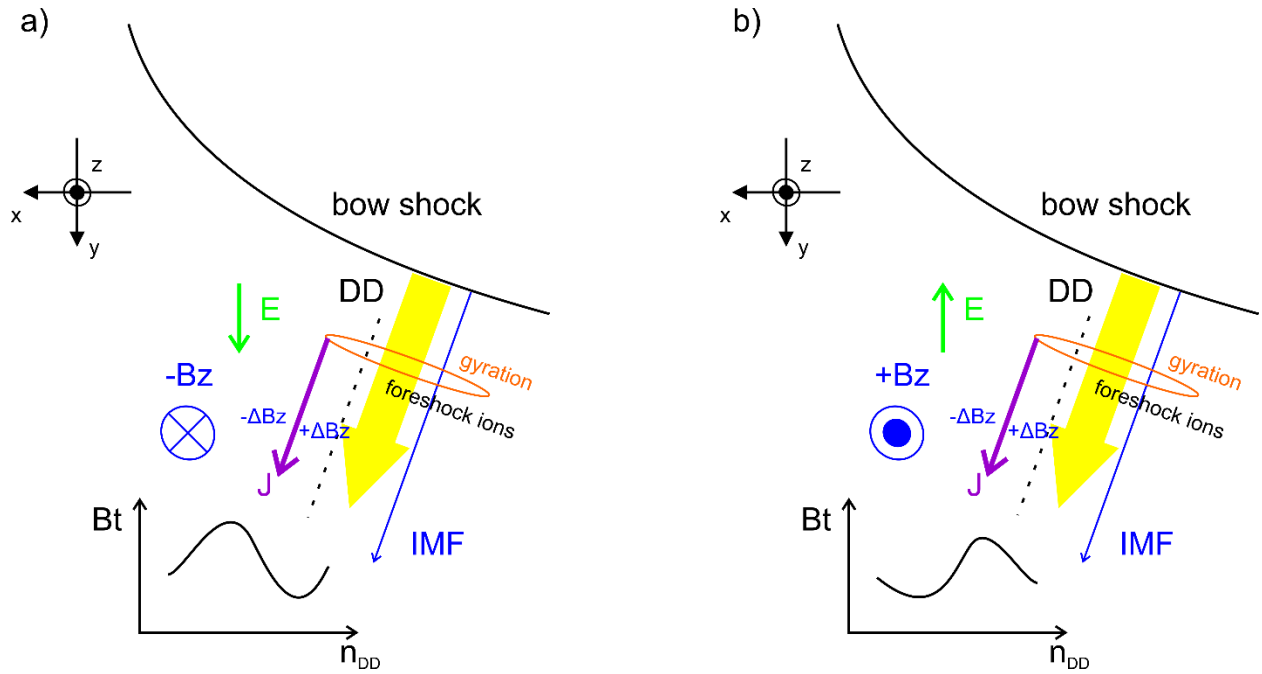 a)
z
x
y
bow shock
DD
E
-Bz
gyration
foreshock ions
-ΔBz
+ΔBz
J
Bt
IMF
n_DD
b)
z
x
y
bow shock
DD
E
+Bz
gyration
foreshock ions
-ΔBz
+ΔBz
J
Bt
IMF
n_DD